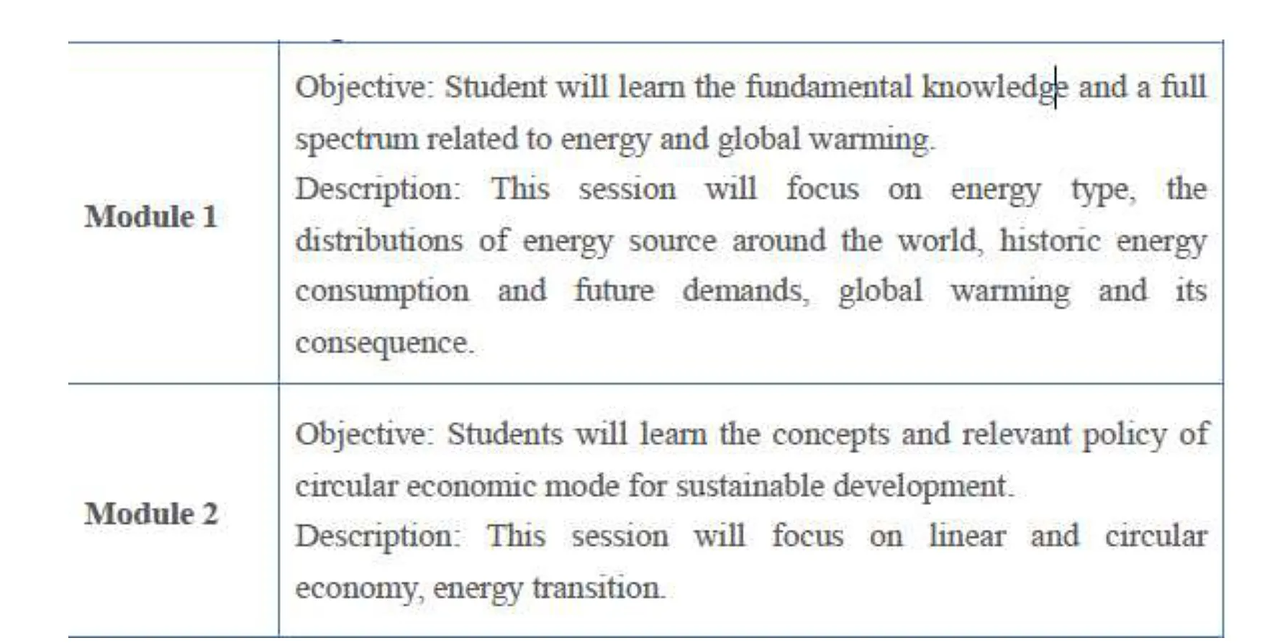 Objective: Student will learn the fundamental knowledge and a full
spectrum related to energy and global warming.
Module 1
Description: This session will focus on energy type, the
distributions of energy source around the world, historic energy
consumption and future demands, global warming and its
consequence.
Objective: Students will learn the concepts and relevant policy of
circular economic mode for sustainable development.
Module 2
Description: This session will focus on linear and circular
economy, energy transition.